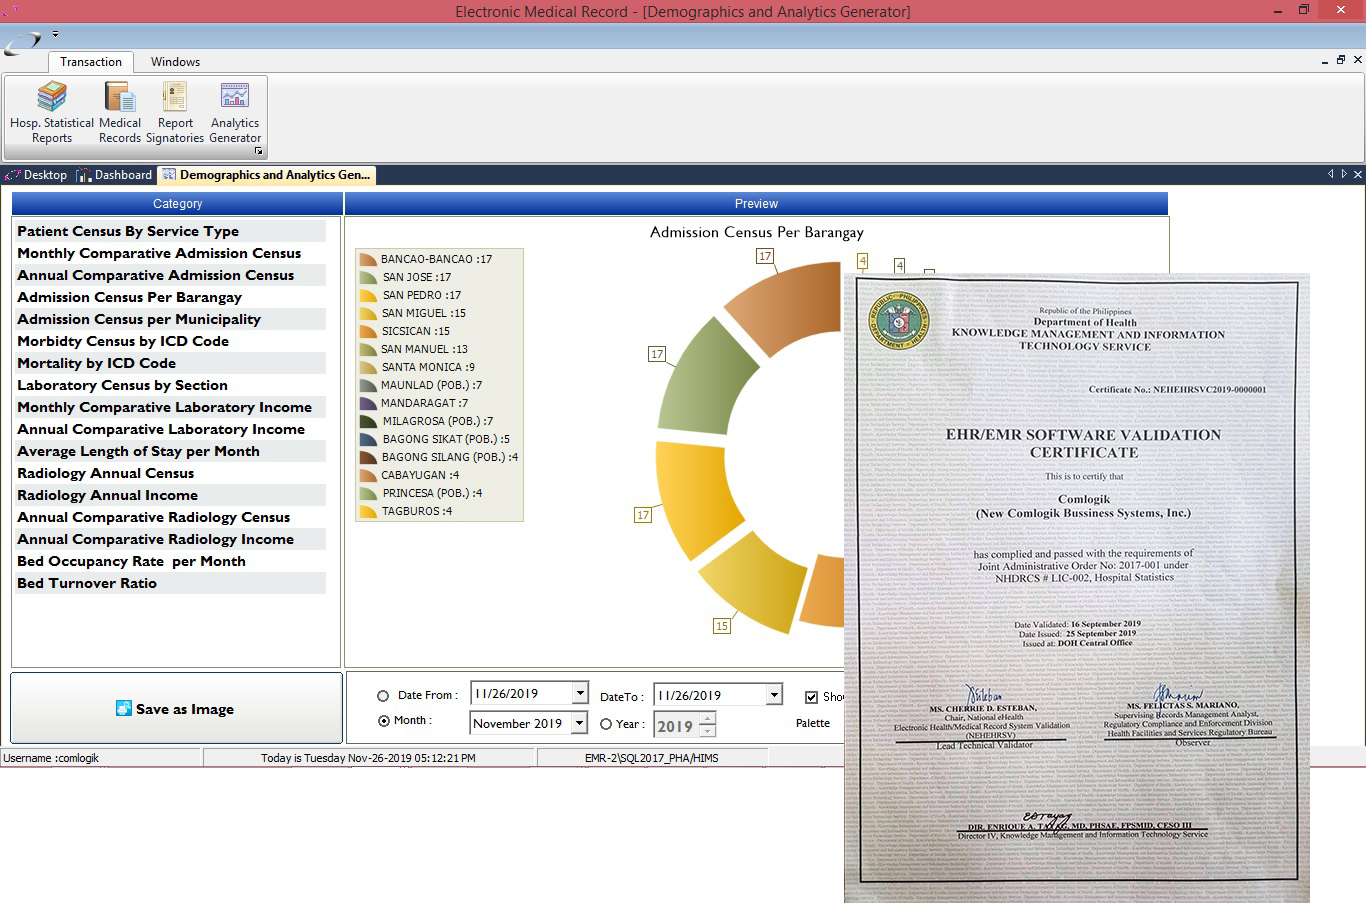 Electronic Medical Record - [Demographics and Analytics Generator]
Transaction
Windows
Hosp. Statistical
Reports
Medical
Records
Report
Signatories
Analytics
Generator
Desktop
Dashboard
Demographics and Analytics Gen...
Category
Preview
Patient Census By Service Type
Monthly Comparative Admission Census
Annual Comparative Admission Census
Admission Census Per Barangay
Admission Census per Municipality
Morbidty Census by ICD Code
Mortality by ICD Code
Laboratory Census by Section
Monthly Comparative Laboratory Income
Annual Comparative Laboratory Income
Average Length of Stay per Month
Radiology Annual Census
Radiology Annual Income
Annual Comparative Radiology Census
Annual Comparative Radiology Income
Bed Occupancy Rate  per Month
Bed Turnover Ratio
Admission Census Per Barangay
BANCAO-BANCAO :17
SAN JOSE :17
SAN PEDRO :17
SAN MIGUEL :15
SICSICAN :15
SAN MANUEL :13
SANTA MONICA :9
MAUNLAD (POB.) :7
MANDARAGAT :7
MILAGROSA (POB.) :7
BAGONG SIKAT (POB.) :5
BAGONG SILANG (POB.) :4
CABAYUGAN :4
PRINCESA (POB.) :4
TAGBUROS :4
17
4
4
17
17
15
Save as Image
Date From :
11/26/2019
DateTo :
11/26/2019
Month :
November 2019
Year :
2019
Palette
Username :comlogik
Today is Tuesday Nov-26-2019 05:12:21 PM
EMR-2\SQL2017_PHA/HIMS
Republic of the Philippines
Department of Health
KNOWLEDGE MANAGEMENT AND INFORMATION
TECHNOLOGY SERVICE
Certificate No.: NEHEHRSVC2019-0000001
EHR/EMR SOFTWARE VALIDATION
CERTIFICATE
This is to certify that
Comlogik
(New Comlogik Bussiness Systems, Inc.)
has complied and passed with the requirements of
Joint Administrative Order No: 2017-001 under
NHDRCS # LIC-002, Hospital Statistics
Date Validated: 16 September 2019
Date Issued: 25 September 2019
Issued at: DOH Central Office
MS. CHERRIE D. ESTEBAN,
Chair, National eHealth
Electronic Health/Medical Record System Validation
(NEHEHRSV)
Lead Technical Validator
MS. FELICITAS S. MARIANO,
Supervising Records Management Analyst,
Regulatory Compliance and Enforcement Division
Health Facilities and Services Regulatory Bureau
Observer
DIR. ENRIQUE A. MD, PHSAE, FPSMID, CESO III
Director IV, Knowledge Management and Information Technology Service